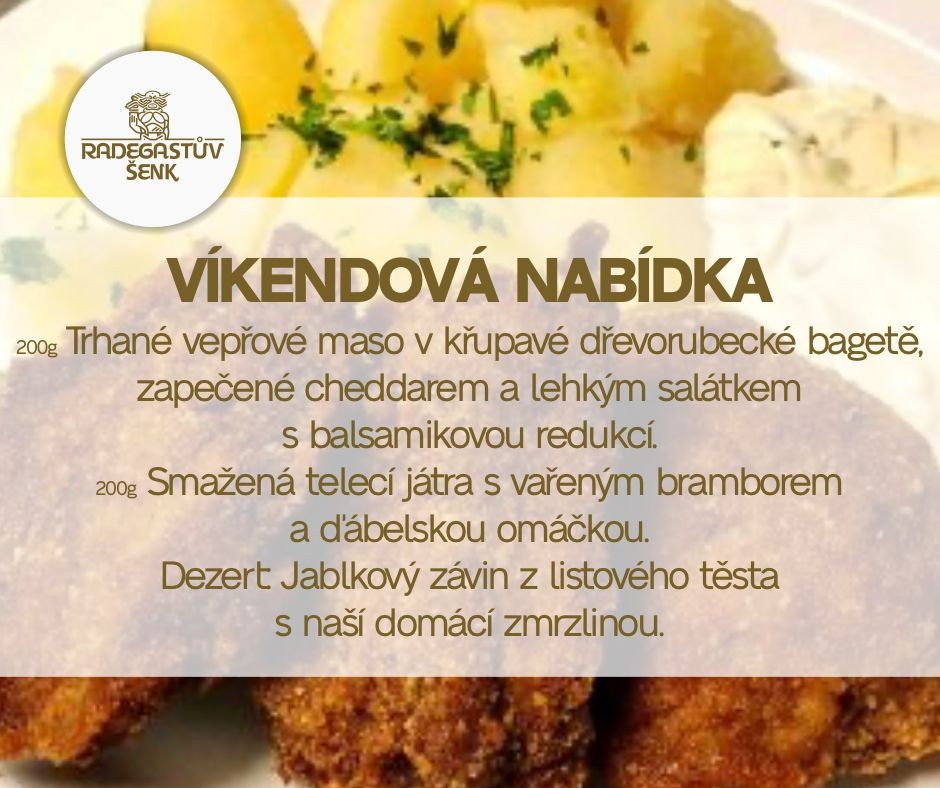 RADEGASTŮV
ŠENK
VÍKENDOVÁ NABÍDKA
200g Trhané vepřové maso v křupavé dřevorubecké bagetě,
zapečené cheddarem a lehkým salátkem
s balsamikovou redukcí.
200g Smažená telecí játra s vařeným bramborem
a ďábelskou omáčkou.
Dezert: Jablkový závin z listového těsta
s naší domácí zmrzlinou.